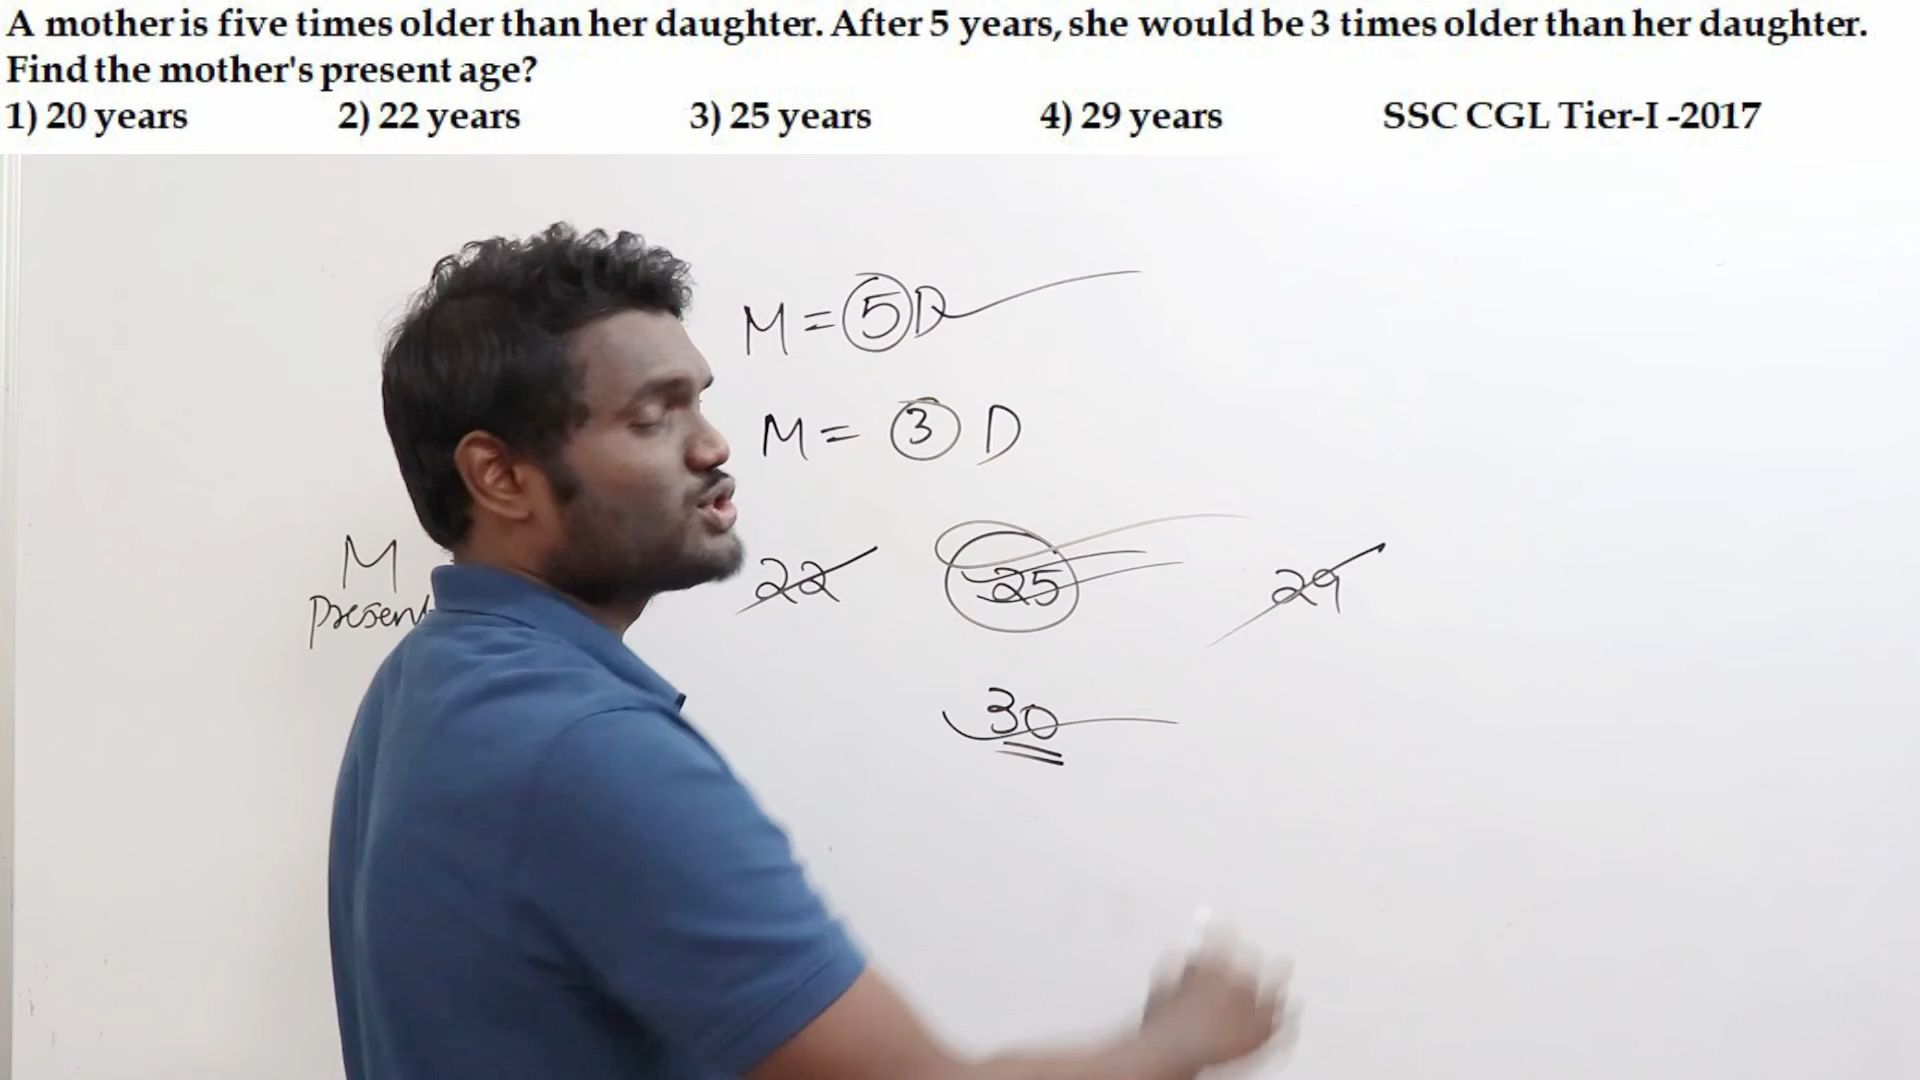 A mother is five times older than her daughter. After 5 years, she would be 3 times older than her daughter.
Find the mother's present age?
1) 20 years 2) 22 years 3) 25 years 4) 29 years SSC CGL Tier-I -2017
M = 5 D
M = 3 D
M 22 25 29
Present
30